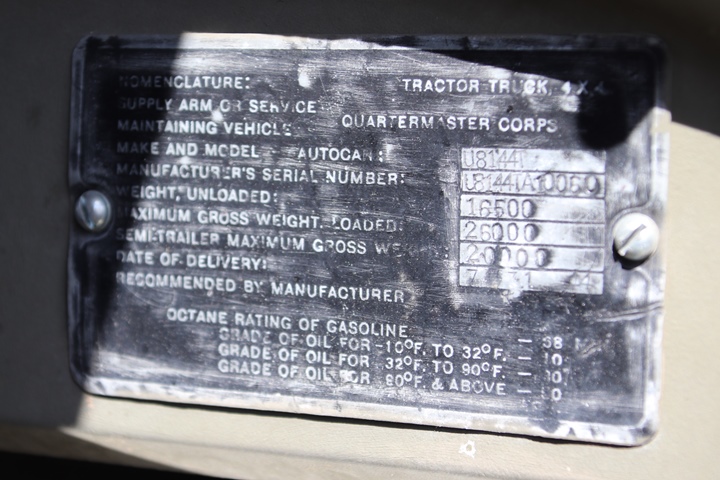 NOMENCLATURE: TRACTOR TRUCK, 4 X 4
SUPPLY ARM OR SERVICE
MAINTAINING VEHICLE QUARTERMASTER CORPS
MAKE AND MODEL AUTOCAR: U8144T
MANUFACTURER'S SERIAL NUMBER:
WEIGHT, UNLOADED: 16500
MAXIMUM GROSS WEIGHT, LOADED: 26000
SEMI-TRAILER MAXIMUM GROSS WEIGHT 20000
DATE OF DELIVERY: 44
RECOMMENDED BY MANUFACTURER
OCTANE RATING OF GASOLINE — 68
GRADE OF OIL FOR -10°F. TO 32°F. — 10
GRADE OF OIL FOR 32°F. TO 90°F. —
GRADE OF OIL FOR 90°F. & ABOVE —